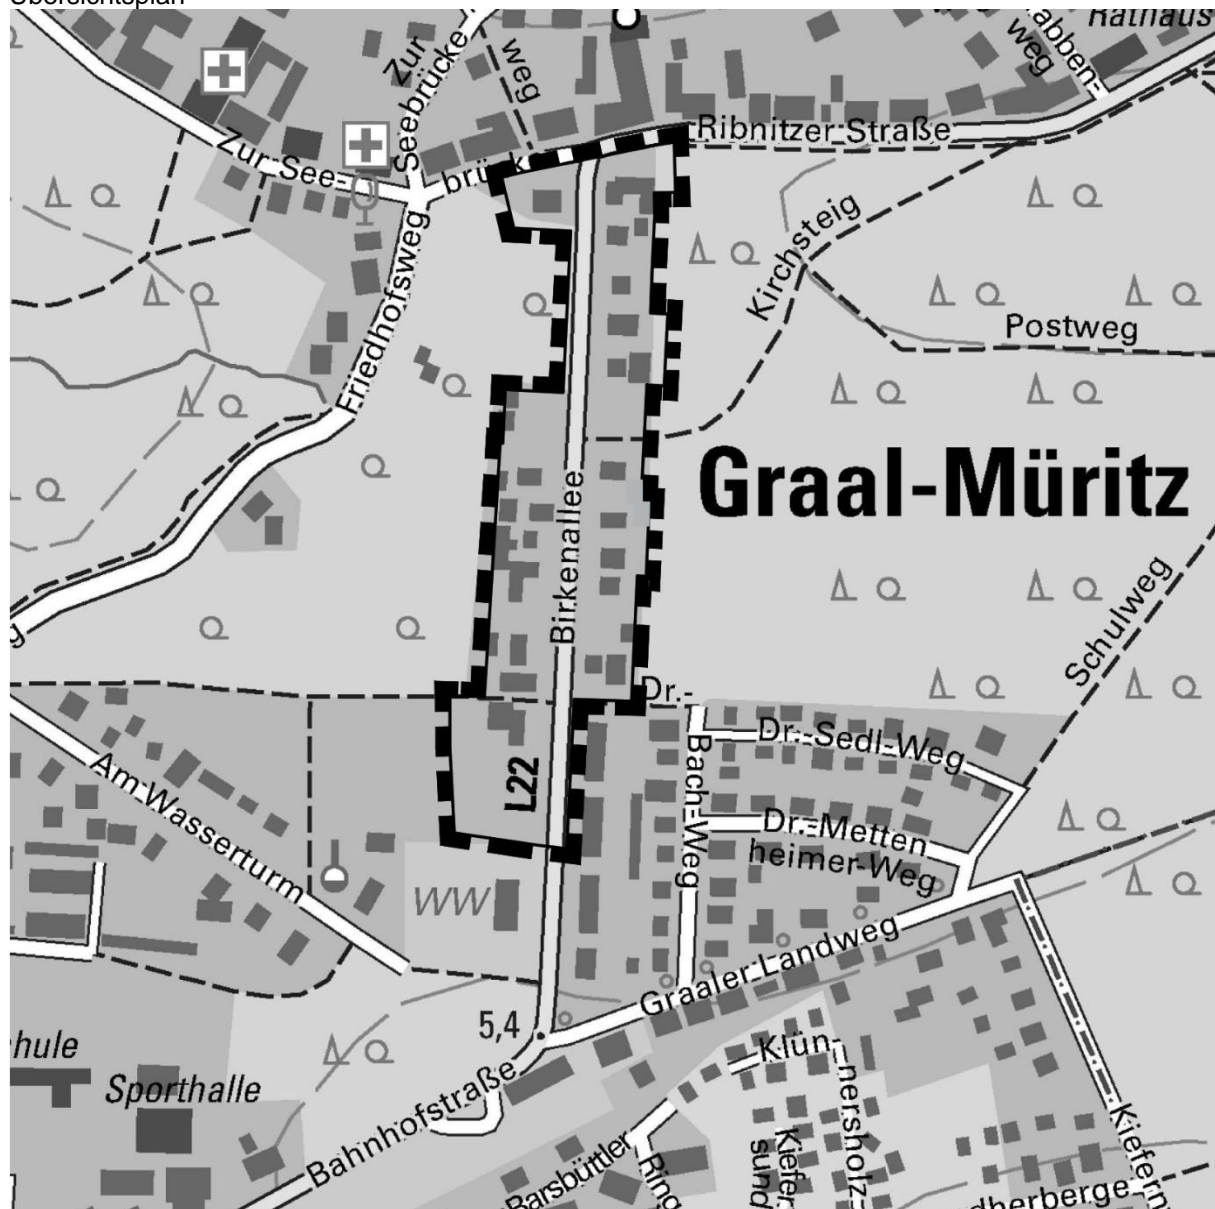 Übersichtsplan
Rathaus
Zur
Seebrücke
weg
weg
Ribnitzer Straße
Zur See-
brück
Friedhofsweg
Kirchsteig
Postweg
Graal-Müritz
Birkenallee
Schulweg
Dr.-
Bach-Weg
Dr.-Sedl-Weg
L22
Dr.-Metten
heimer-Weg
Am Wasserturm
WW
Graaler Landweg
5,4
hule
Sporthalle
Klün-
nersholz-
Bahnhofstraße
Barsbüttler
Ring
Kiefer
sund
Kiefern
dherberge